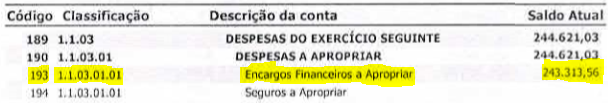 Código Classificação Descrição da conta Saldo Atual
189 1.1.03 DESPESAS DO EXERCÍCIO SEGUINTE 244.621,03
190 1.1.03.01 DESPESAS A APROPRIAR 244.621,03
193 1.1.03.01.01 Encargos Financeiros a Apropriar 243.313,56
194 1.1.03.01.01 Seguros a Apropriar